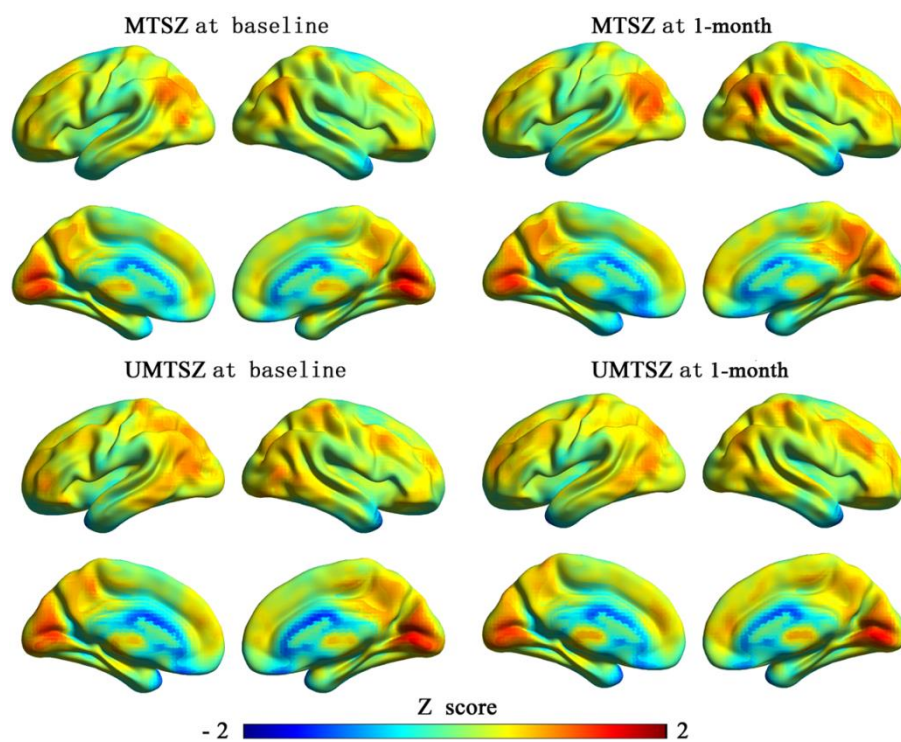 MTSZ at baseline
MTSZ at 1-month
UMTSZ at baseline
UMTSZ at 1-month
Z score
- 2
2